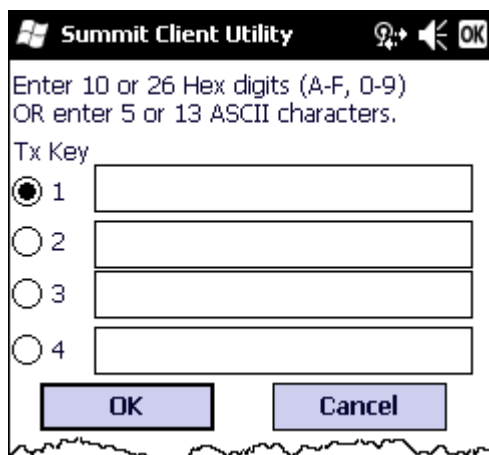 Summit Client Utility OK
Enter 10 or 26 Hex digits (A-F, 0-9)
OR enter 5 or 13 ASCII characters.
Tx Key
1
2
3
4
OK Cancel